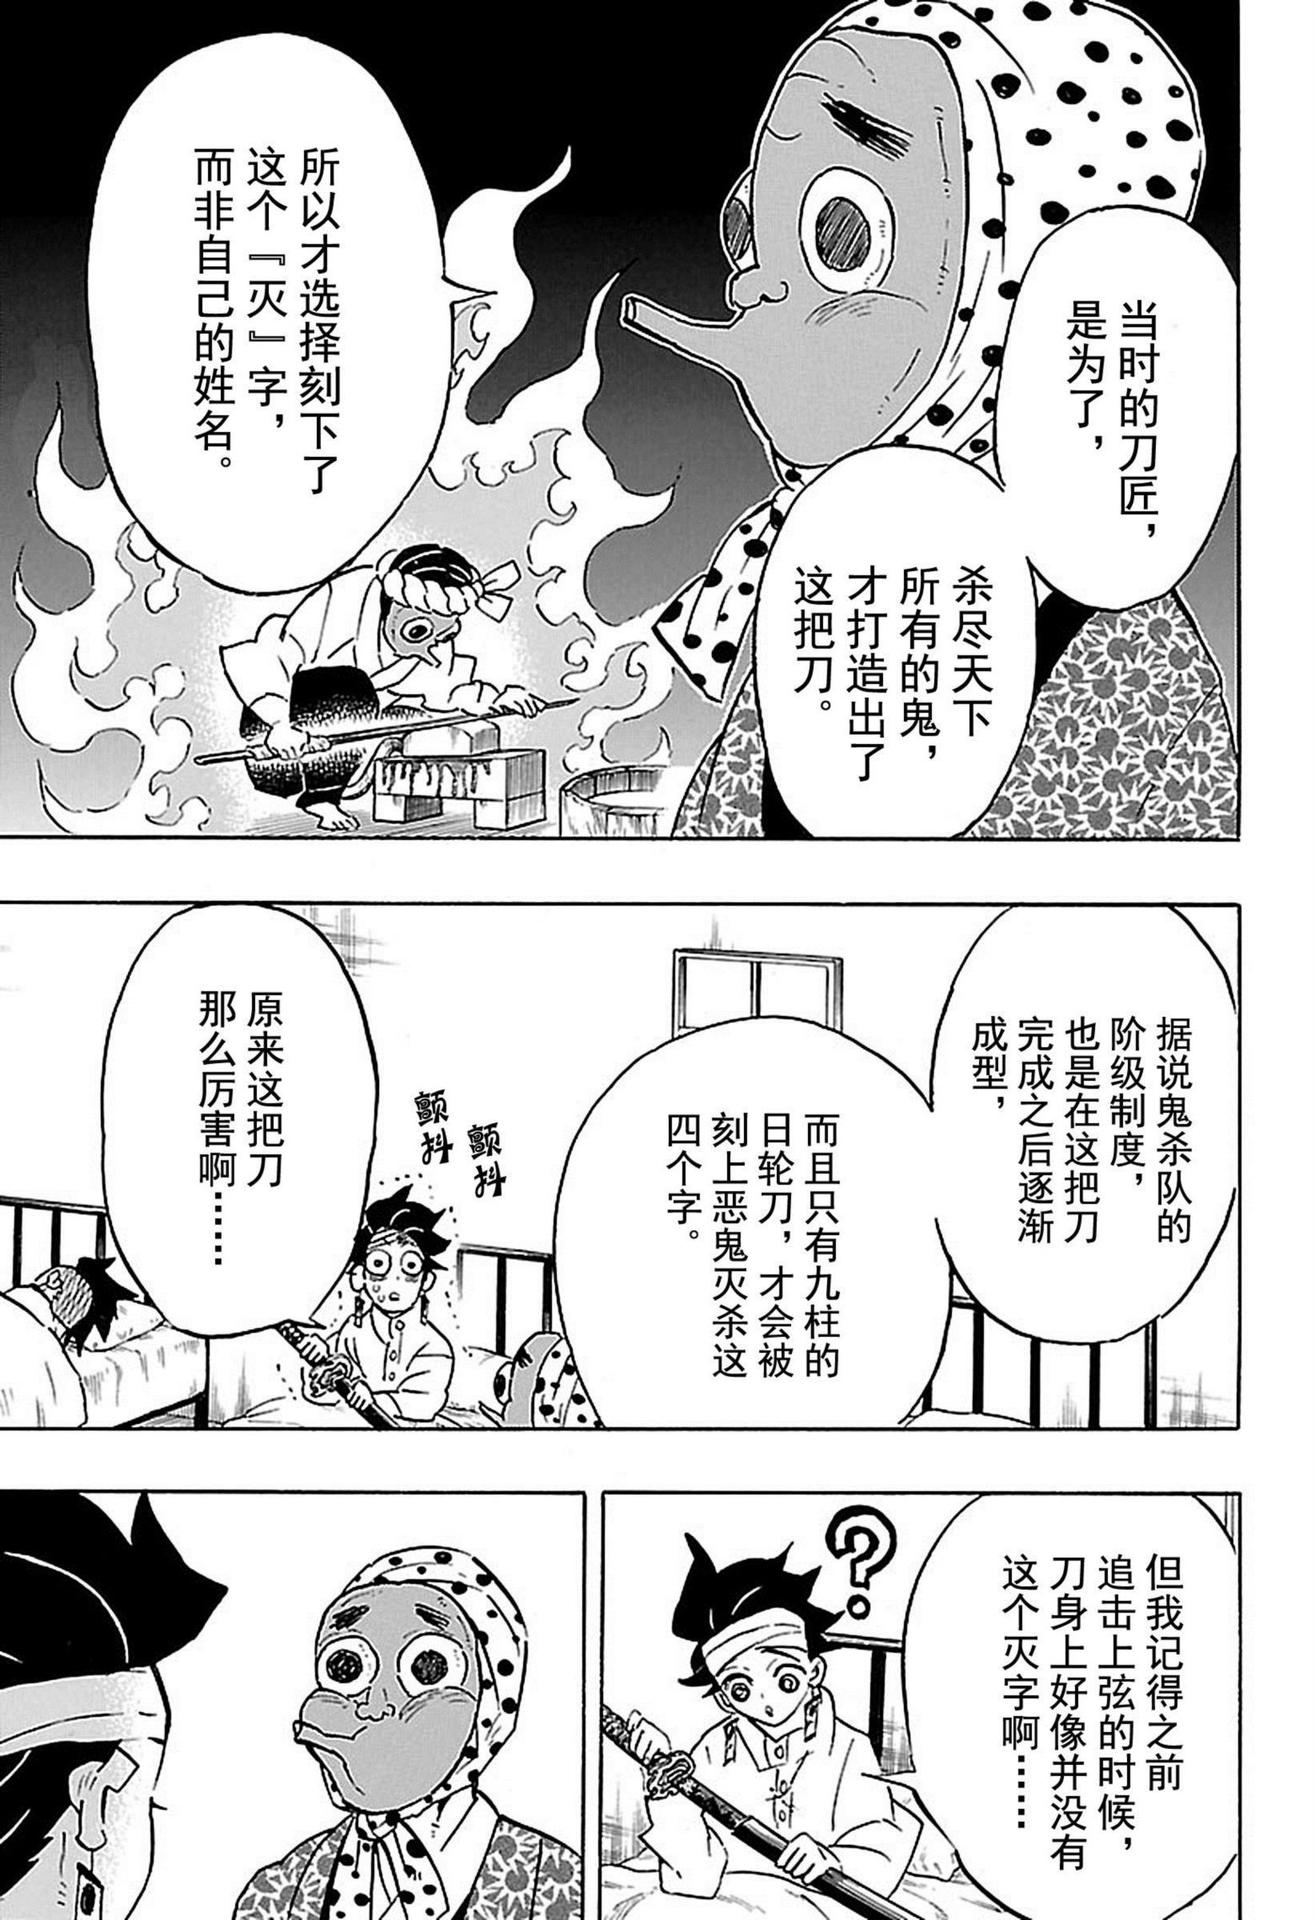 当时的刀匠，
是为了，
杀尽天下
所有的鬼，
才打造出了
这把刀。
所以才选择刻下了
这个『灭』字，
而非自己的姓名。
据说鬼杀队的
阶级制度，
也是在这把刀
完成之后逐渐
成型，
而且只有九柱的
日轮刀，才会被
刻上恶鬼灭杀这
四个字。
颤抖
颤抖
原来这把刀
那么厉害啊……
但我记得之前
追击上弦的时候，
刀身上好像并没有
这个灭字啊……
？